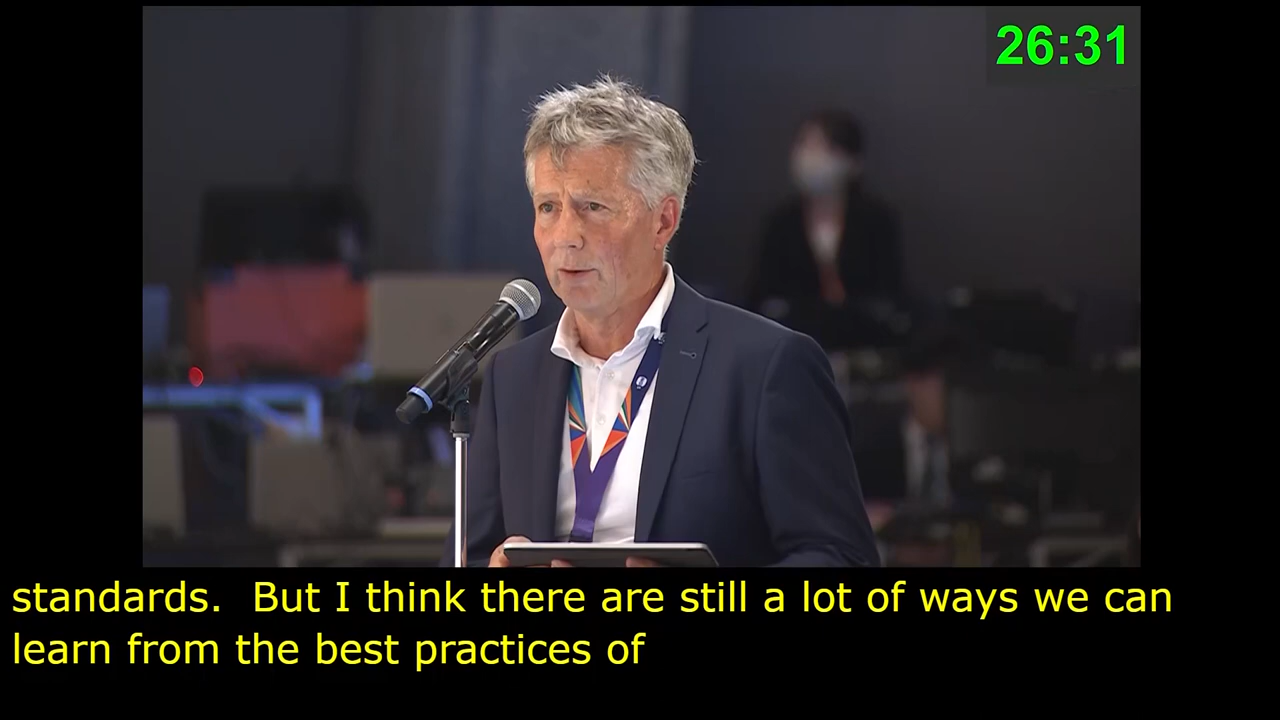 26:31
standards.  But I think there are still a lot of ways we can
learn from the best practices of